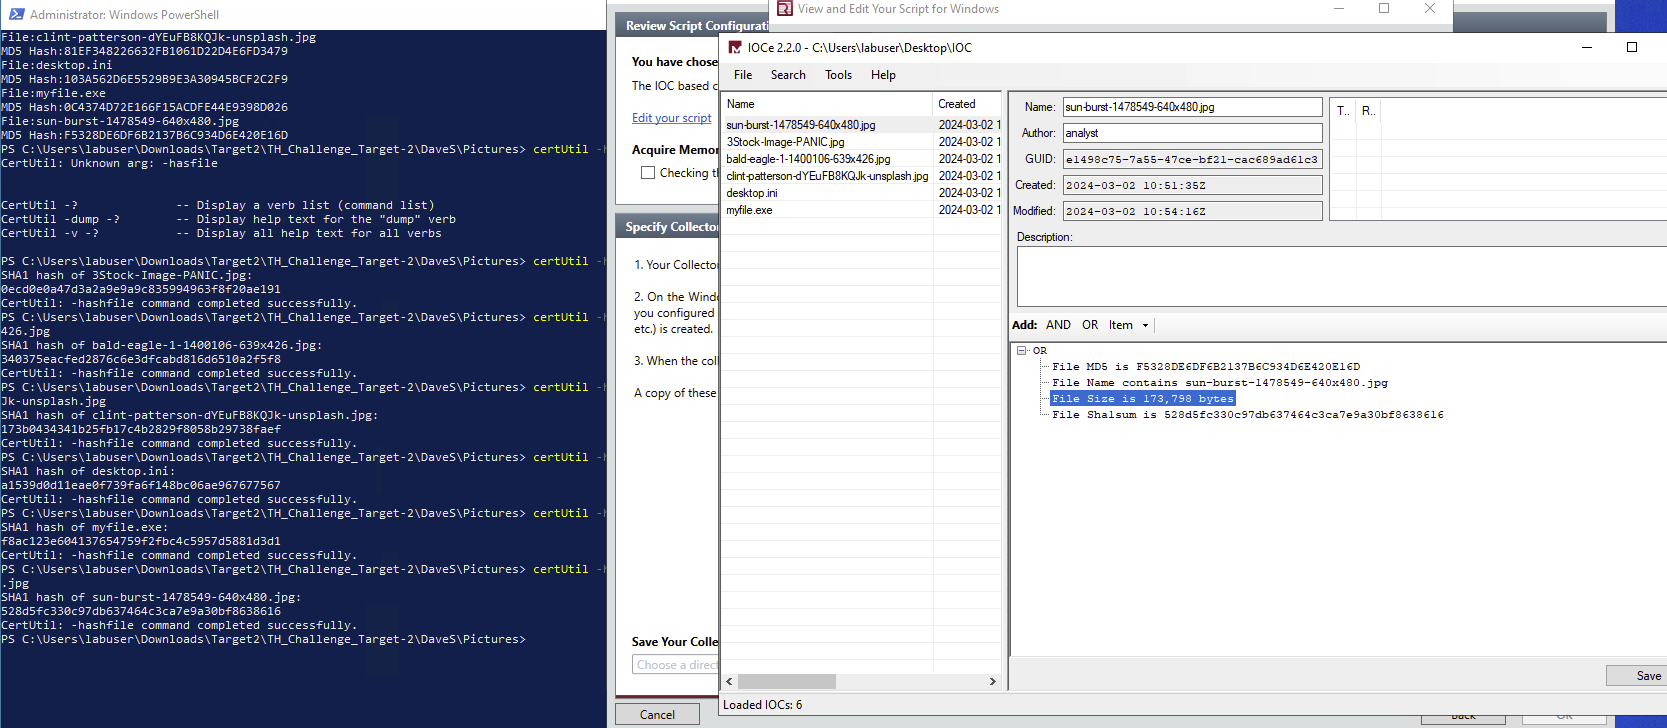 Administrator: Windows PowerShell
File:clint-patterson-dYEuFB8KQJk-unsplash.jpg
MD5 Hash:81EF348226632FB1061D22D4E6FD3479
File:desktop.ini
MD5 Hash:103A562D6E5529B9E3A30945BCF2C2F9
File:myfile.exe
MD5 Hash:0C4374D72E166F15ACDFE44E9398D026
File:sun-burst-1478549-640x480.jpg
MD5 Hash:F5328DE6DF6B2137B6C934D6E420E16D
PS C:\Users\labuser\Downloads\Target2\TH_Challenge_Target-2\DaveS\Pictures> certUtil -
CertUtil: Unknown arg: -hasfile
CertUtil -? -- Display a verb list (command list)
CertUtil -dump -? -- Display help text for the "dump" verb
CertUtil -v -? -- Display all help text for all verbs
PS C:\Users\labuser\Downloads\Target2\TH_Challenge_Target-2\DaveS\Pictures> certUtil -
SHA1 hash of 3Stock-Image-PANIC.jpg:
0ecd0e0a47d3a2a9e9a9c835994963f8f20ae191
CertUtil: -hashfile command completed successfully.
PS C:\Users\labuser\Downloads\Target2\TH_Challenge_Target-2\DaveS\Pictures> certUtil -
426.jpg
SHA1 hash of bald-eagle-1-1400106-639x426.jpg:
340375eacfed2876c6e3dfcabd816d6510a2f5f8
CertUtil: -hashfile command completed successfully.
PS C:\Users\labuser\Downloads\Target2\TH_Challenge_Target-2\DaveS\Pictures> certUtil -
Jk-unsplash.jpg
SHA1 hash of clint-patterson-dYEuFB8KQJk-unsplash.jpg:
173b0434341b25fb17c4b2829f8058b29738faef
CertUtil: -hashfile command completed successfully.
PS C:\Users\labuser\Downloads\Target2\TH_Challenge_Target-2\DaveS\Pictures> certUtil -
SHA1 hash of desktop.ini:
a1539d0d11eae0f739fa6f148bc06ae967677567
CertUtil: -hashfile command completed successfully.
PS C:\Users\labuser\Downloads\Target2\TH_Challenge_Target-2\DaveS\Pictures> certUtil -
SHA1 hash of myfile.exe:
f8ac123e604137654759f2fbc4c5957d5881d3d1
CertUtil: -hashfile command completed successfully.
PS C:\Users\labuser\Downloads\Target2\TH_Challenge_Target-2\DaveS\Pictures> certUtil -
.jpg
SHA1 hash of sun-burst-1478549-640x480.jpg:
528d5fc330c97db637464c3ca7e9a30bf8638616
CertUtil: -hashfile command completed successfully.
PS C:\Users\labuser\Downloads\Target2\TH_Challenge_Target-2\DaveS\Pictures>
View and Edit Your Script for Windows
Review Script Configurati
You have chose
The IOC based c
Edit your script
Acquire Memor
Checking th
Specify Collector
1. Your Collector
2. On the Windo
you configured
etc.) is created.
3. When the coll
A copy of these
Save Your Colle
Choose a direct
Cancel
Back
OK
IOCe 2.2.0 - C:\Users\labuser\Desktop\IOC
File Search Tools Help
Name Created
sun-burst-1478549-640x480.jpg 2024-03-02 1
3Stock-Image-PANIC.jpg 2024-03-02 1
bald-eagle-1-1400106-639x426.jpg 2024-03-02 1
clint-patterson-dYEuFB8KQJk-unsplash.jpg 2024-03-02 1
desktop.ini 2024-03-02 1
myfile.exe 2024-03-02 1
Name: sun-burst-1478549-640x480.jpg
Author: analyst
GUID: e1498c75-7a55-47ce-bf21-cac689ad61c3
Created: 2024-03-02 10:51:35Z
Modified: 2024-03-02 10:54:16Z
T.. R..
Description:
Add: AND OR Item
OR
File MD5 is F5328DE6DF6B2137B6C934D6E420E16D
File Name contains sun-burst-1478549-640x480.jpg
File Size is 173,798 bytes
File Sha1sum is 528d5fc330c97db637464c3ca7e9a30bf8638616
Save
Loaded IOCs: 6